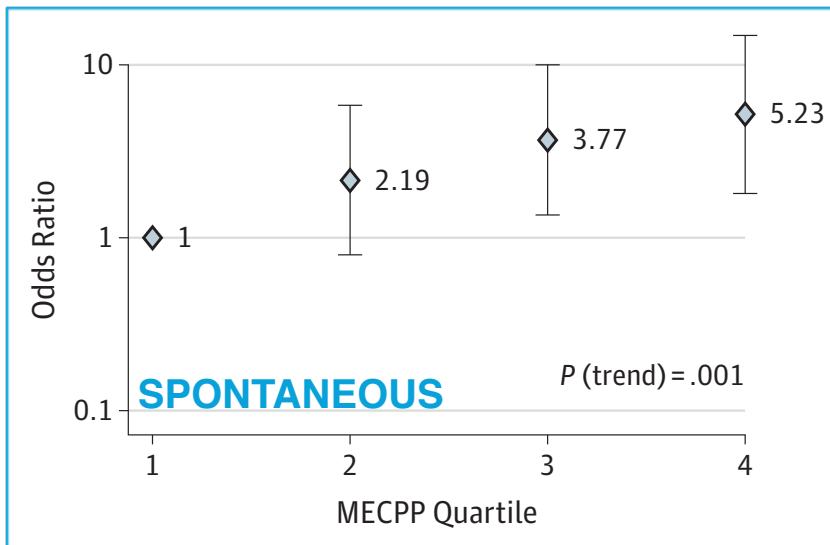 10
5.23
3.77
2.19
1
1
Odds Ratio
P (trend) = .001
SPONTANEOUS
0.1
1
2
3
4
MECPP Quartile